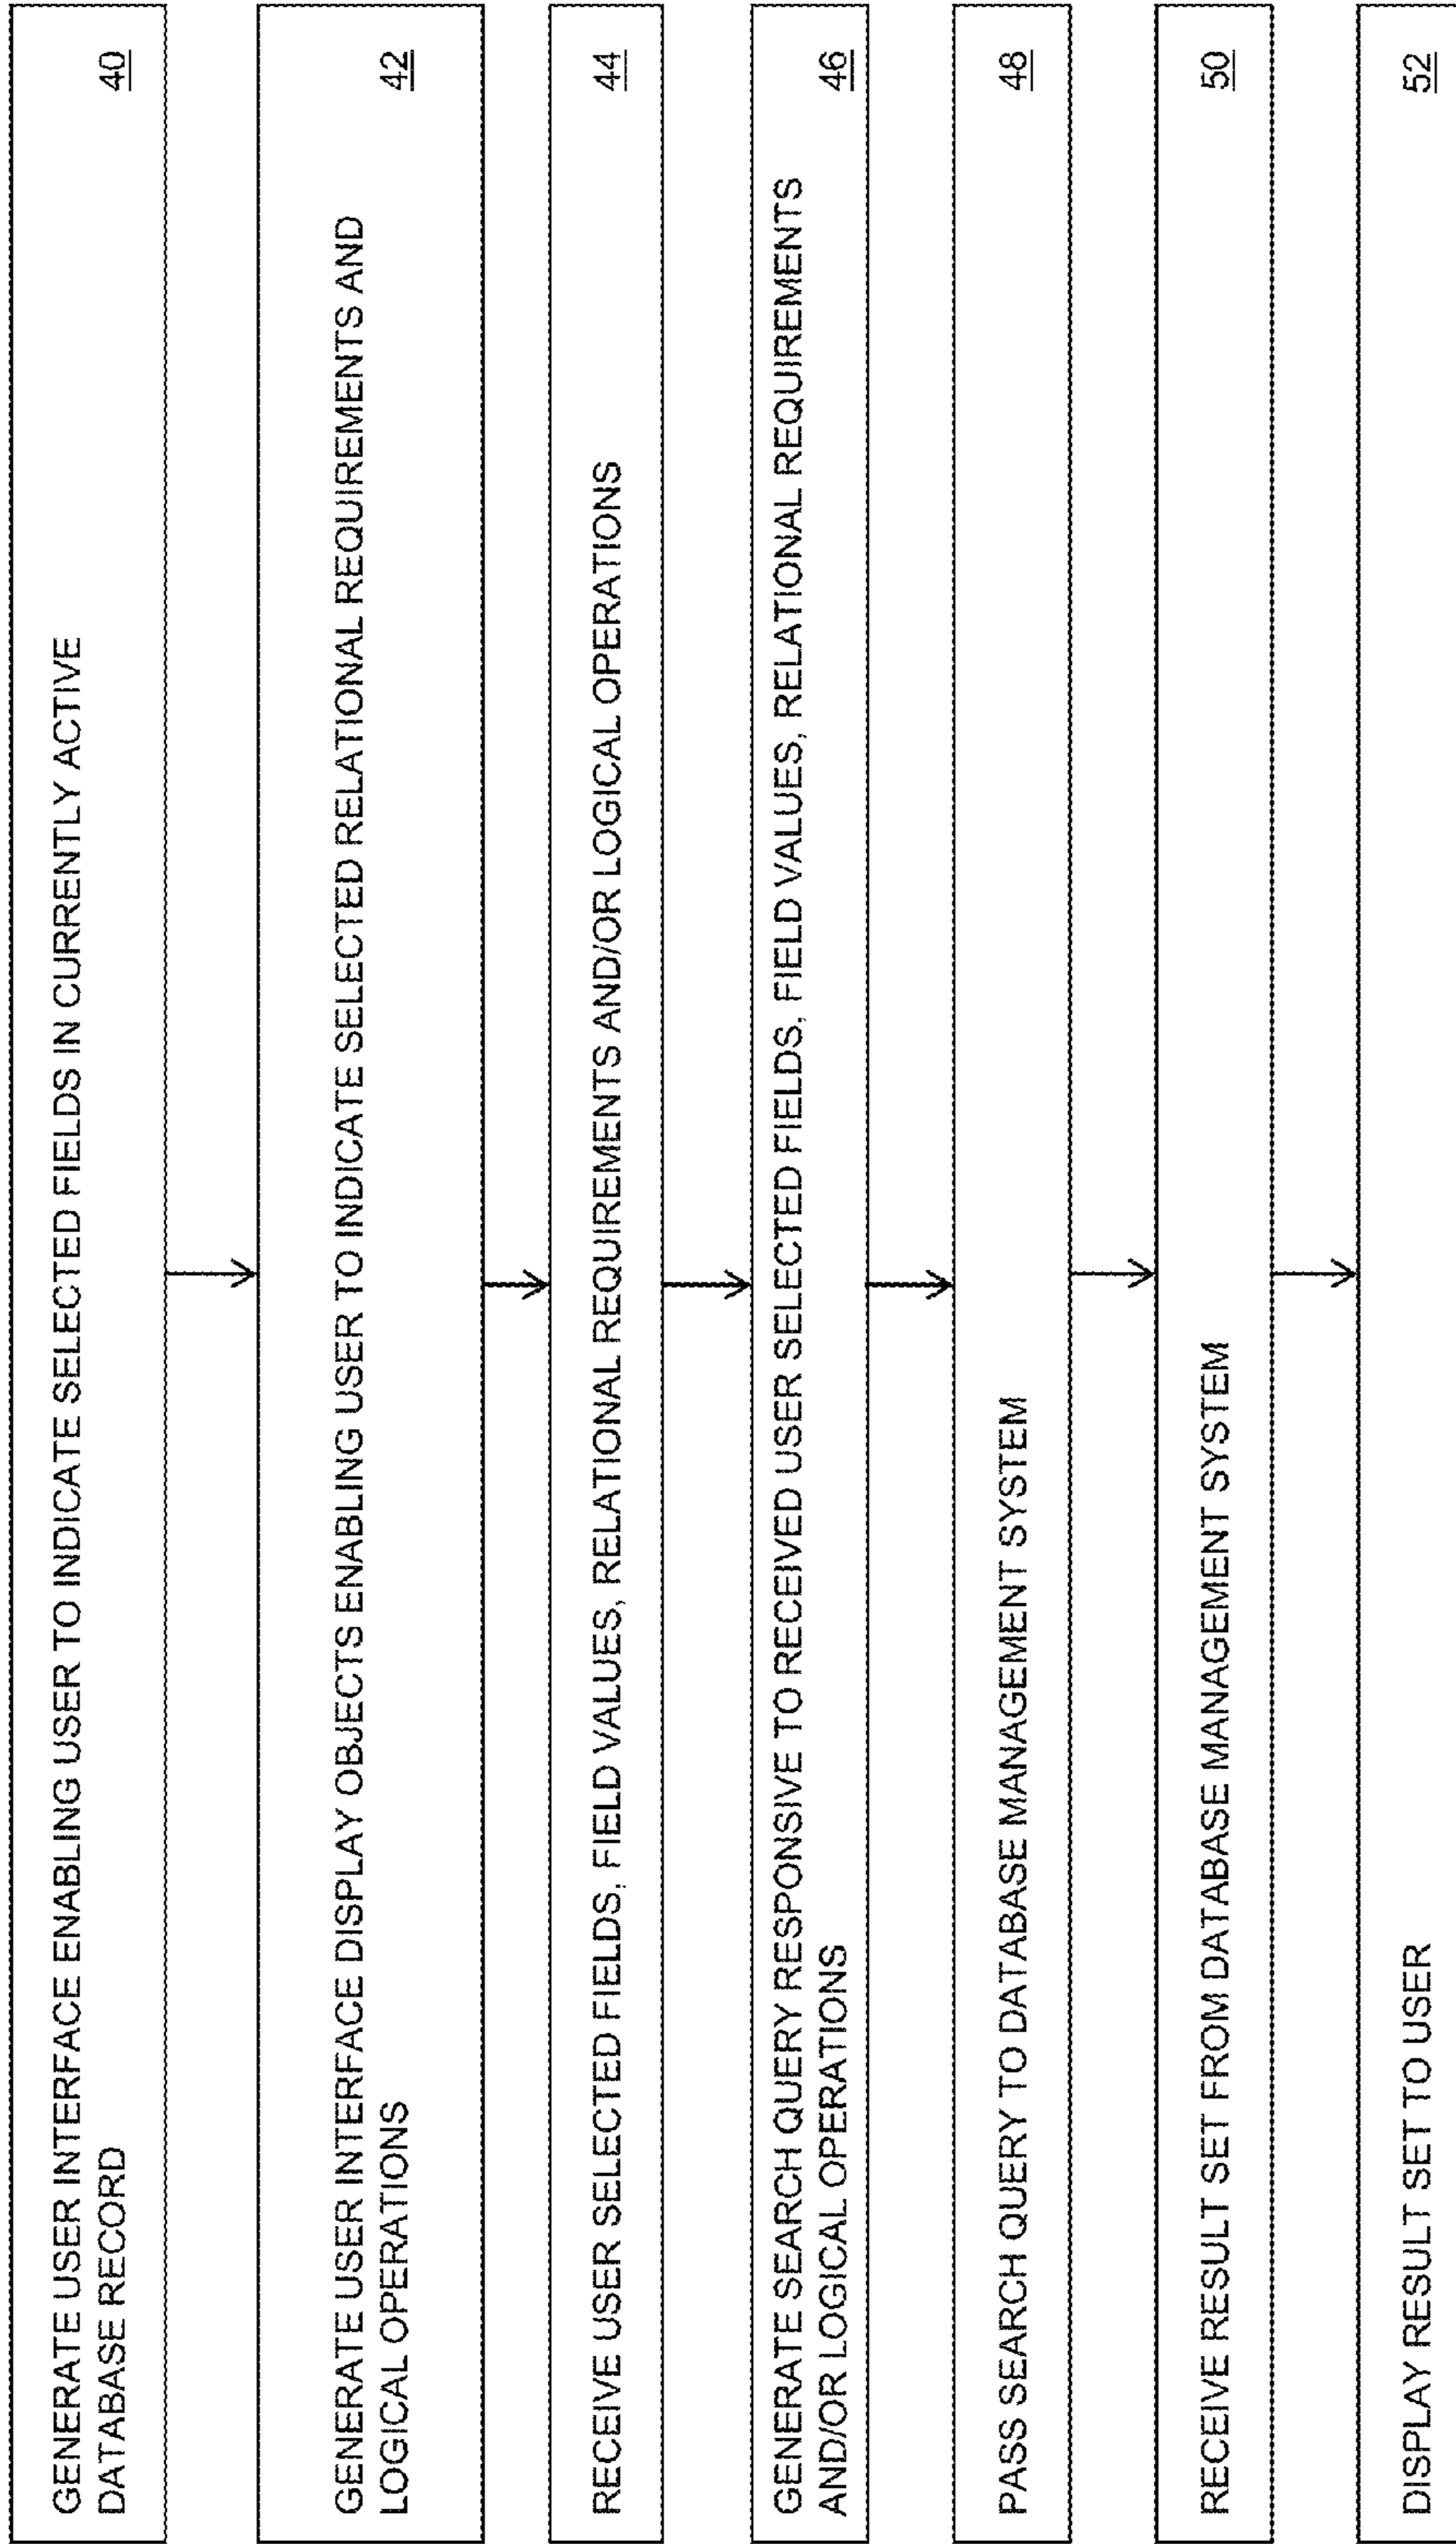 GENERATE USER INTERFACE ENABLING USER TO INDICATE SELECTED FIELDS IN CURRENTLY ACTIVE
DATABASE RECORD
40
GENERATE USER INTERFACE DISPLAY OBJECTS ENABLING USER TO INDICATE SELECTED RELATIONAL REQUIREMENTS AND
LOGICAL OPERATIONS
42
RECEIVE USER SELECTED FIELDS, FIELD VALUES, RELATIONAL REQUIREMENTS AND/OR LOGICAL OPERATIONS
44
GENERATE SEARCH QUERY RESPONSIVE TO RECEIVED USER SELECTED FIELDS, FIELD VALUES, RELATIONAL REQUIREMENTS
AND/OR LOGICAL OPERATIONS
46
PASS SEARCH QUERY TO DATABASE MANAGEMENT SYSTEM
48
RECEIVE RESULT SET FROM DATABASE MANAGEMENT SYSTEM
50
DISPLAY RESULT SET TO USER
52